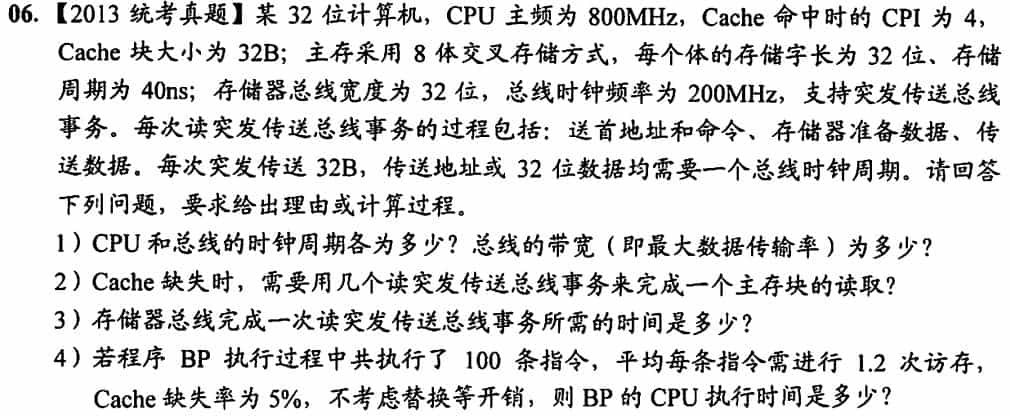 06.【2013 统考真题】某 32 位计算机，CPU 主频为 800MHz，Cache 命中时的 CPI 为 4，
Cache 块大小为 32B；主存采用 8 体交叉存储方式，每个体的存储字长为 32 位、存储
周期为 40ns；存储器总线宽度为 32 位，总线时钟频率为 200MHz，支持突发传送总线
事务。每次读突发传送总线事务的过程包括：送首地址和命令、存储器准备数据、传
送数据。每次突发传送 32B，传送地址或 32 位数据均需要一个总线时钟周期。请回答
下列问题，要求给出理由或计算过程。
1）CPU 和总线的时钟周期各为多少？总线的带宽（即最大数据传输率）为多少？
2）Cache 缺失时，需要用几个读突发传送总线事务来完成一个主存块的读取？
3）存储器总线完成一次读突发传送总线事务所需的时间是多少？
4）若程序 BP 执行过程中共执行了 100 条指令，平均每条指令需进行 1.2 次访存，
Cache 缺失率为 5%，不考虑替换等开销，则 BP 的 CPU 执行时间是多少？